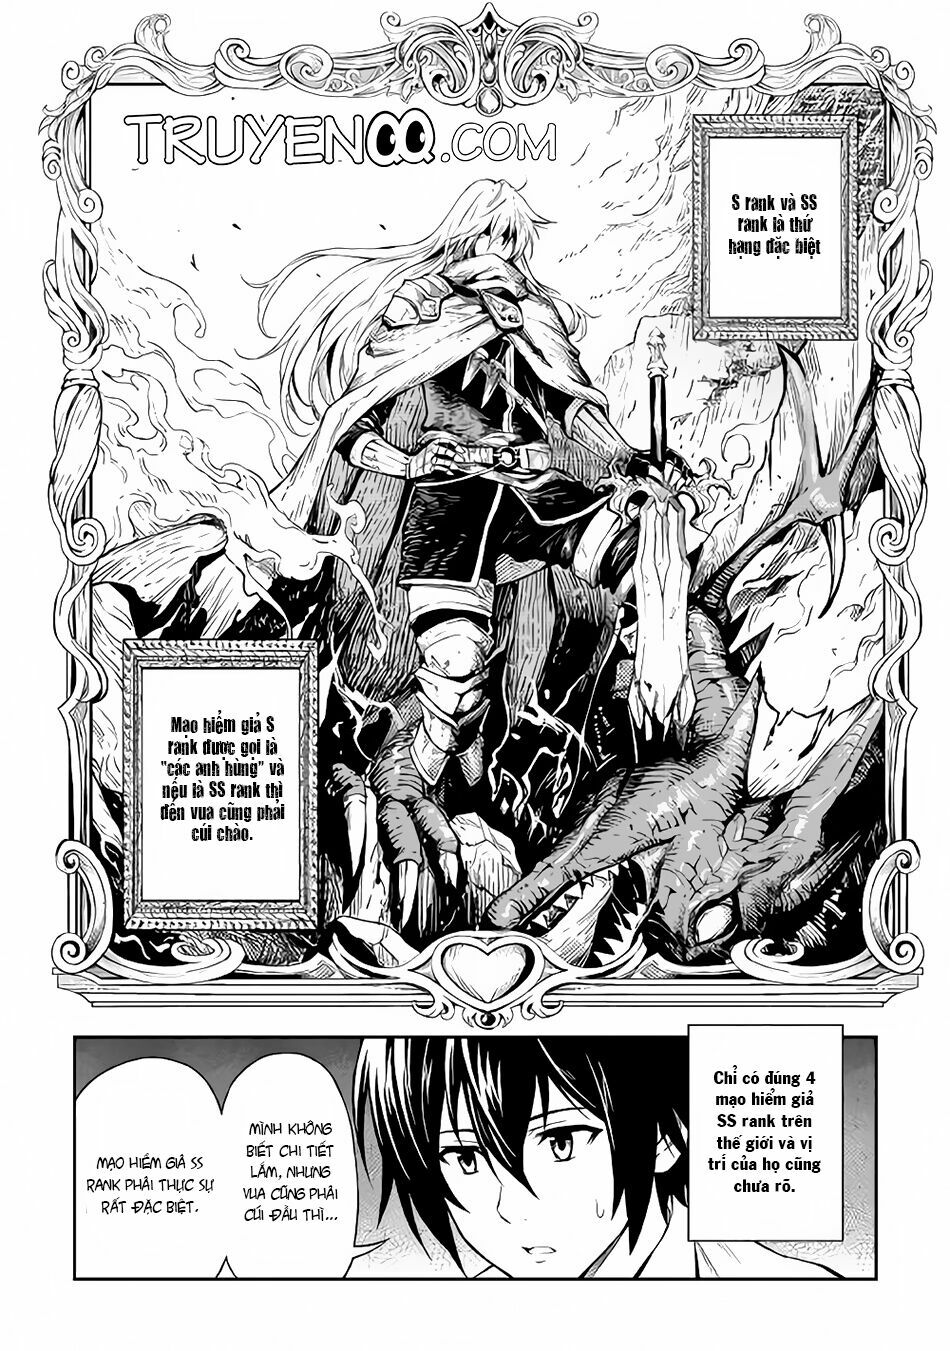 TRUYENQQ.COM
S rank và SS
rank là thứ
hạng đặc biệt
Mạo hiểm giả S
rank được gọi là
"các anh hùng" và
nếu là SS rank thì
đến vua cũng phải
cúi chào.
Chỉ có đúng 4
mạo hiểm giả
SS rank trên
thế giới và vị
trí của họ cũng
chưa rõ.
MÌNH KHÔNG
BIẾT CHI TIẾT
LẮM, NHƯNG
VUA CŨNG PHẢI
CÚI ĐẦU THÌ...
MẠO HIỂM GIẢ SS
RANK PHẢI THỰC SỰ
RẤT ĐẶC BIỆT.